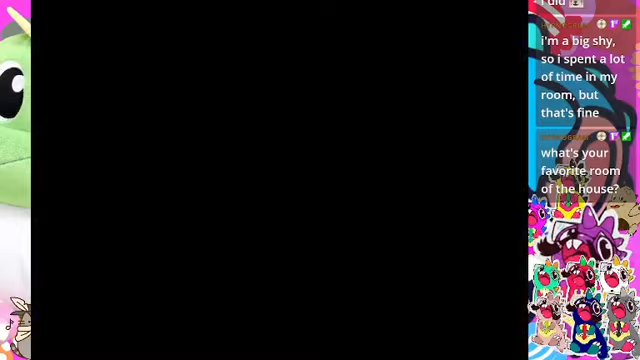 i did
i'm a big shy,
so i spent a lot
of time in my
room, but
that's fine
what's your
favorite room
of the house?